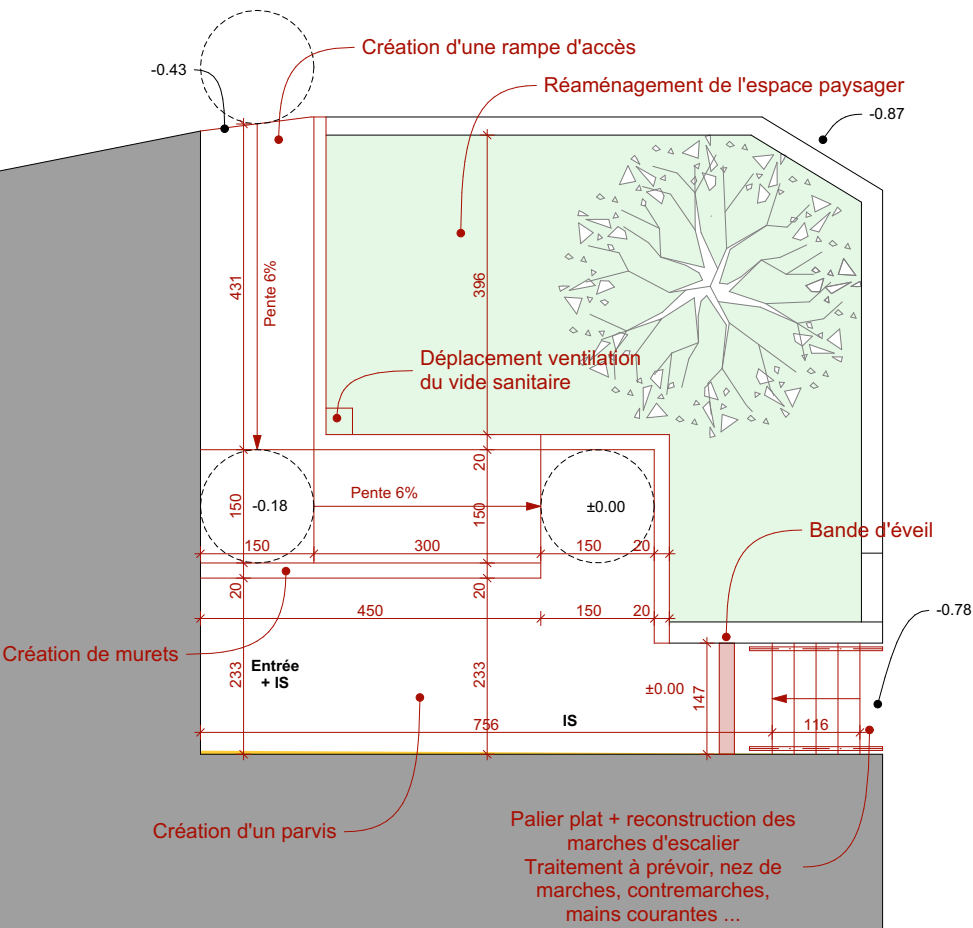 Création d'une rampe d'accès
-0.43
Réaménagement de l'espace paysager
-0.87
431
Pente 6%
396
Déplacement ventilation
du vide sanitaire
20
150
-0.18
Pente 6%
150
±0.00
150
300
150
20
Bande d'éveil
20
20
450
150
20
-0.78
Création de murets
233
Entrée
+ IS
233
±0.00
147
756
IS
116
Création d'un parvis
Palier plat + reconstruction des
marches d'escalier
Traitement à prévoir, nez de
marches, contremarches,
mains courantes ...